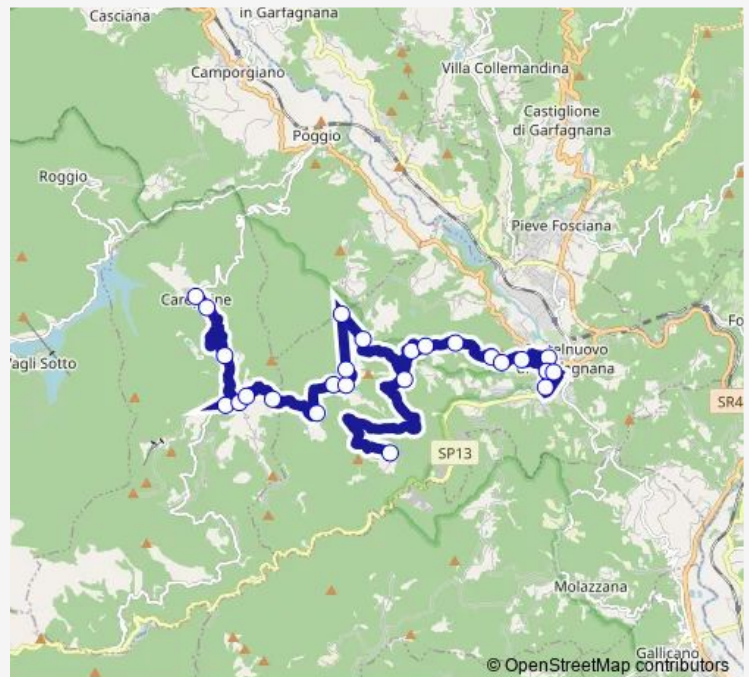 Casciana
in Garfagnana
Camporgiano
Villa Collemandina
Castiglione
di Garfagnana
Poggio
Roggio
Pieve Fosciana
Vagli Sotto
SR4
SP13
Molazzana
Gallicano
© OpenStreetMap contributors